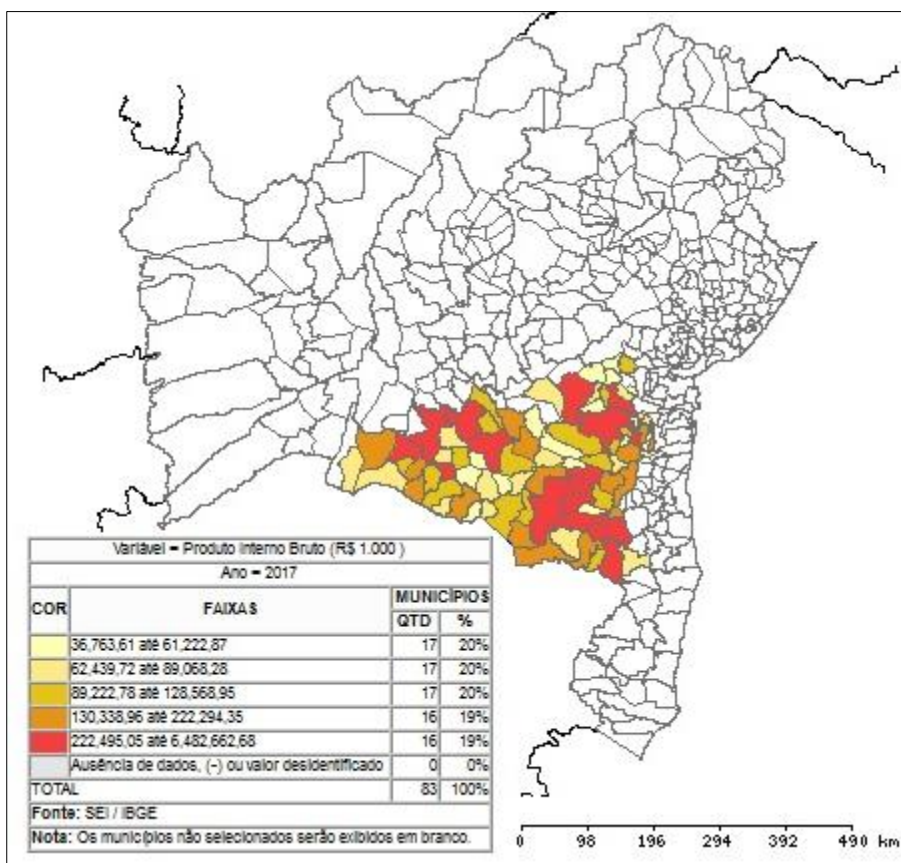 Variável = Produto Interno Bruto (R$ 1.000 )
Ano = 2017
COR FAIXAS MUNICÍPIOS
QTD %
36,763,61 até 61,222,87 17 20%
62,439,72 até 89,068,28 17 20%
89,222,78 até 128,568,95 17 20%
130,338,96 até 222,294,35 16 19%
222,495,05 até 6,482,662,68 16 19%
Ausência de dados, (-) ou valor desidentificado 0 0%
TOTAL 83 100%
Fonte: SEI / IBGE
Nota: Os municípios não selecionados serão exibidos em branco.
0 98 196 294 392 490 km